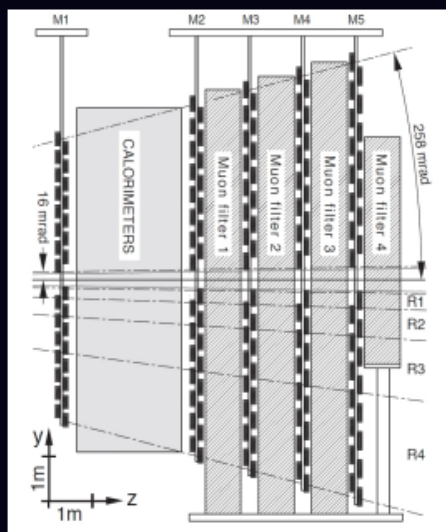 M1
M2
M3
M4
M5
CALORIMETERS
Muon filter 1
Muon filter 2
Muon filter 3
Muon filter 4
258 mrad
16 mrad
R1
R2
R3
R4
y
1m
z
1m